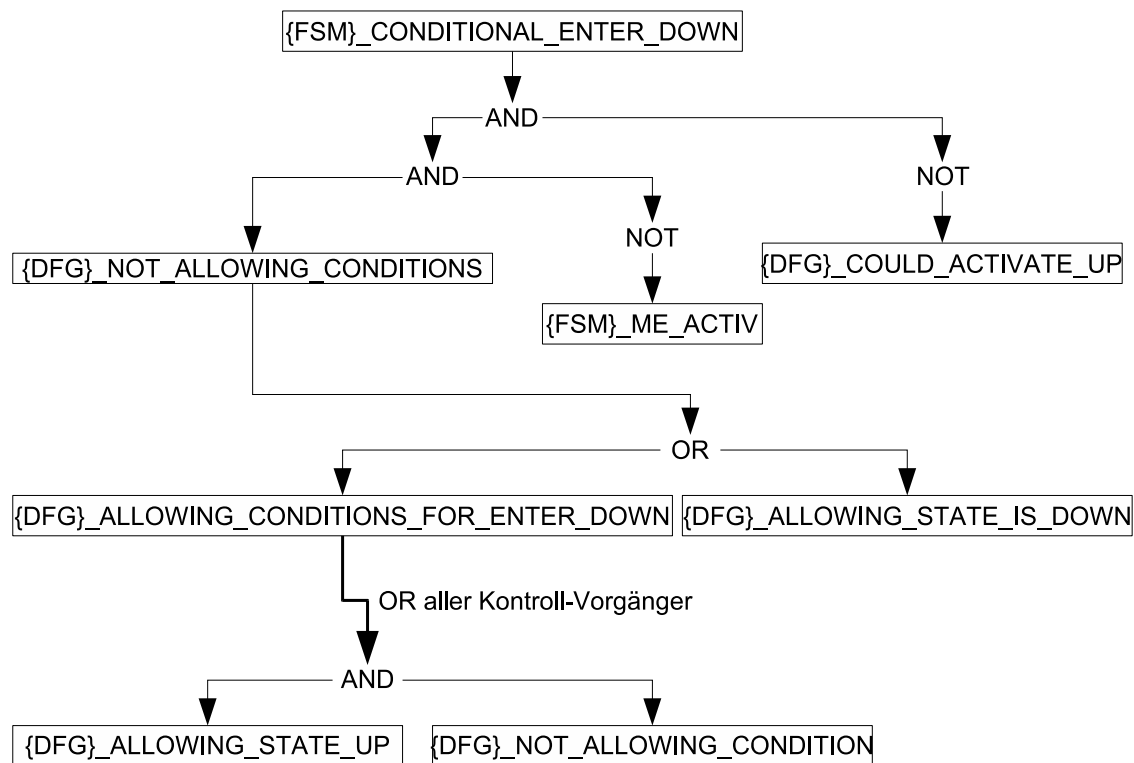 {FSM}_CONDITIONAL_ENTER_DOWN
AND
AND
NOT
{DFG}_NOT_ALLOWING_CONDITIONS
NOT
{DFG}_COULD_ACTIVATE_UP
{FSM}_ME_ACTIV
OR
{DFG}_ALLOWING_CONDITIONS_FOR_ENTER_DOWN
{DFG}_ALLOWING_STATE_IS_DOWN
OR aller Kontroll-Vorgänger
AND
{DFG}_ALLOWING_STATE_UP
{DFG}_NOT_ALLOWING_CONDITION